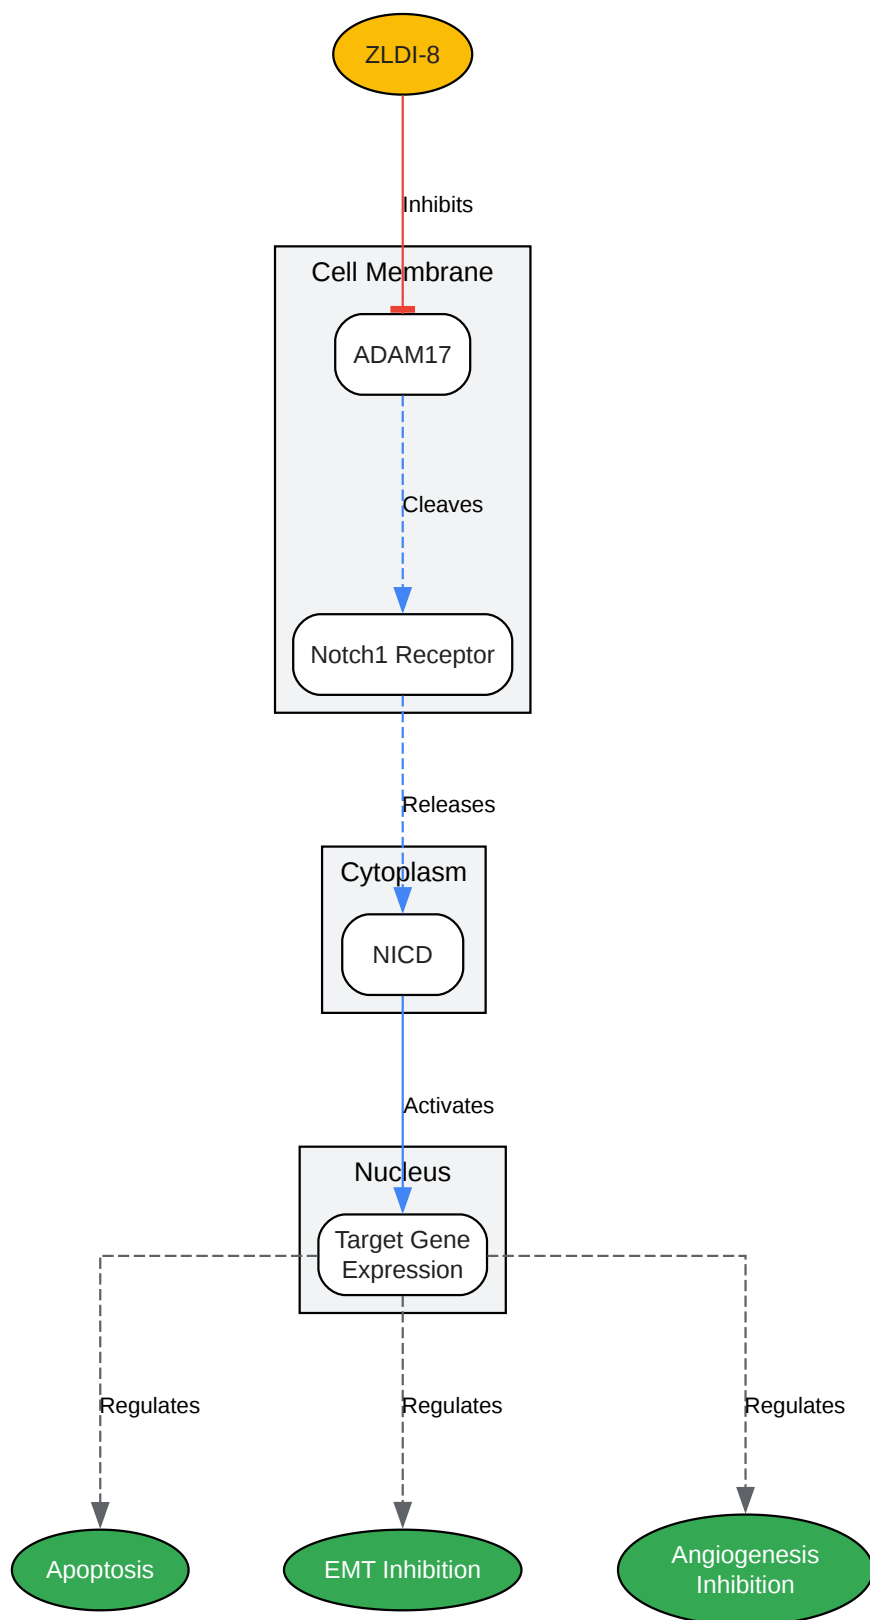 ZLDI-8
Inhibits
Cell Membrane
ADAM17
Cleaves
Notch1 Receptor
Releases
Cytoplasm
NICD
Activates
Nucleus
Target Gene
Expression
Regulates
Regulates
Regulates
Apoptosis
EMT Inhibition
Angiogenesis
Inhibition